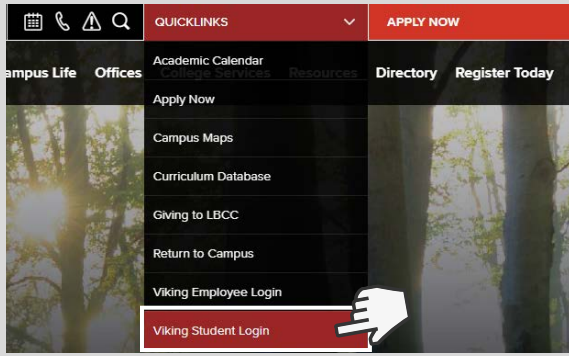 QUICKLINKS
APPLY NOW
ampus Life Offices College Services Resources Directory Register Today
Academic Calendar
Apply Now
Campus Maps
Curriculum Database
Giving to LBCC
Return to Campus
Viking Employee Login
Viking Student Login